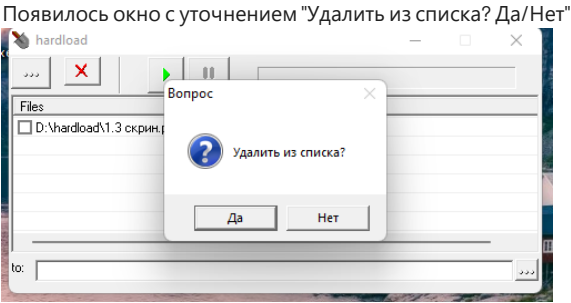 Появилось окно с уточнением "Удалить из списка? Да/Нет"
hardload
...
Вопрос
Files
D:\hardload\1.3 скрин.
Удалить из списка?
Да
Нет
to:
...